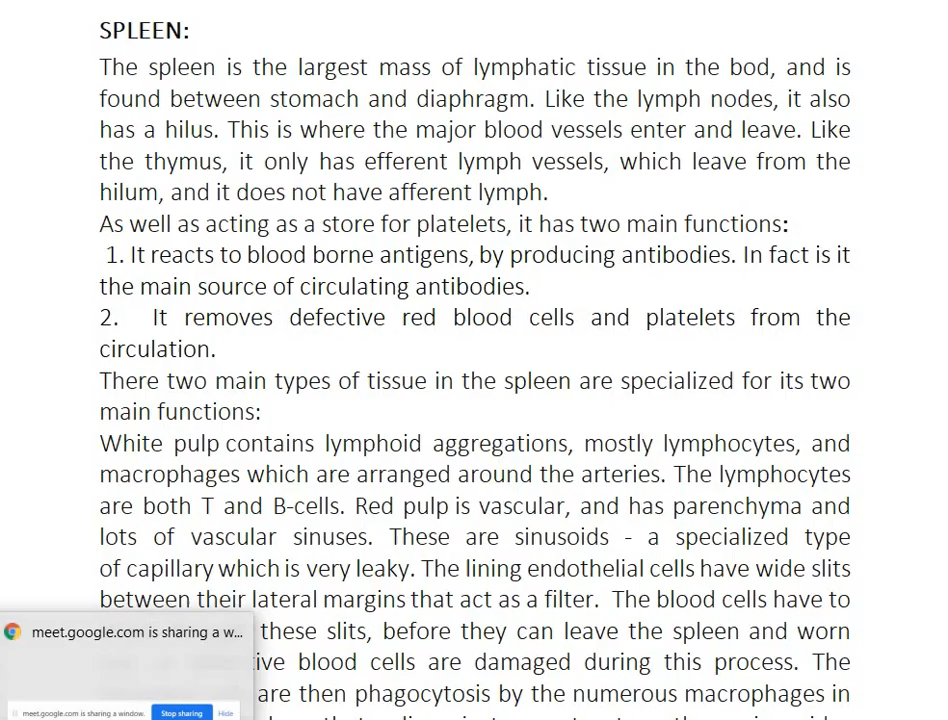 SPLEEN:
The spleen is the largest mass of lymphatic tissue in the bod, and is
found between stomach and diaphragm. Like the lymph nodes, it also
has a hilus. This is where the major blood vessels enter and leave. Like
the thymus, it only has efferent lymph vessels, which leave from the
hilum, and it does not have afferent lymph.
As well as acting as a store for platelets, it has two main functions:
1. It reacts to blood borne antigens, by producing antibodies. In fact is it
the main source of circulating antibodies.
2. It removes defective red blood cells and platelets from the
circulation.
There two main types of tissue in the spleen are specialized for its two
main functions:
White pulp contains lymphoid aggregations, mostly lymphocytes, and
macrophages which are arranged around the arteries. The lymphocytes
are both T and B-cells. Red pulp is vascular, and has parenchyma and
lots of vascular sinuses. These are sinusoids - a specialized type
of capillary which is very leaky. The lining endothelial cells have wide slits
between their lateral margins that act as a filter. The blood cells have to
these slits, before they can leave the spleen and worn
ive blood cells are damaged during this process. The
are then phagocytosis by the numerous macrophages in
meet.google.com is sharing a w...
meet.google.com is sharing a window. Stop sharing Hide